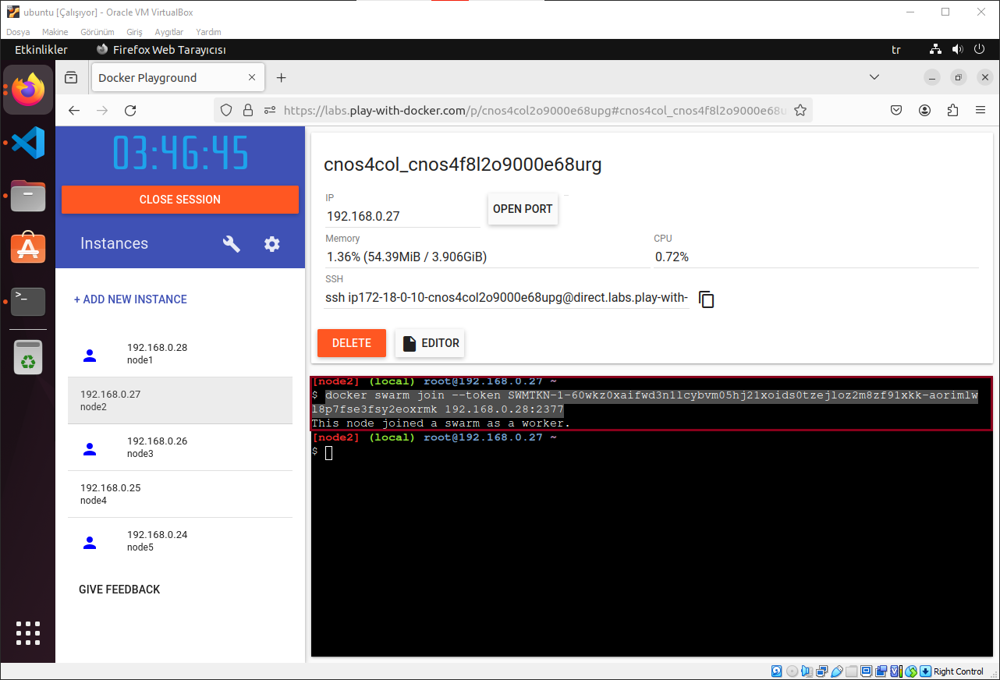 ubuntu [Çalışıyor] - Oracle VM VirtualBox
Dosya Makine Görünüm Giriş Aygıtlar Yardım
Etkinlikler Firefox Web Tarayıcısı tr
Docker Playground
https://labs.play-with-docker.com/p/cnos4col2o9000e68upg#cnos4col_cnos4f8l2o9000e68u
03:46:45
CLOSE SESSION
Instances
+ ADD NEW INSTANCE
192.168.0.28
node1
192.168.0.27
node2
192.168.0.26
node3
192.168.0.25
node4
192.168.0.24
node5
GIVE FEEDBACK
cnos4col_cnos4f8l2o9000e68urg
IP
192.168.0.27
OPEN PORT
Memory
1.36% (54.39MiB / 3.906GiB)
CPU
0.72%
SSH
ssh ip172-18-0-10-cnos4col2o9000e68upg@direct.labs.play-with-
DELETE
EDITOR
[node2] (local) root@192.168.0.27 ~
$ docker swarm join --token SWMTKN-1-60wkz0xaifwd3n11cybvm05hj21xoids0tzej1oz2m8zf91xkk-aorimlw
l8p7fse3fsy2eoxrmk 192.168.0.28:2377
This node joined a swarm as a worker.
[node2] (local) root@192.168.0.27 ~
$
Right Control